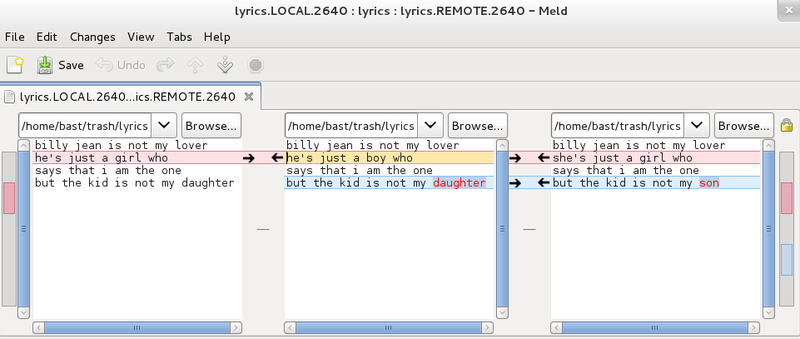 lyrics.LOCAL.2640 : lyrics : lyrics.REMOTE.2640 – Meld
File Edit Changes View Tabs Help
Save Undo
lyrics.LOCAL.2640...ics.REMOTE.2640
/home/bast/trash/lyrics Browse... /home/bast/trash/lyrics Browse... /home/bast/trash/lyrics Browse...
billy jean is not my lover
he's just a girl who
says that i am the one
but the kid is not my daughter
billy jean is not my lover
he's just a boy who
says that i am the one
but the kid is not my daughter
billy jean is not my lover
she's just a girl who
says that i am the one
but the kid is not my son